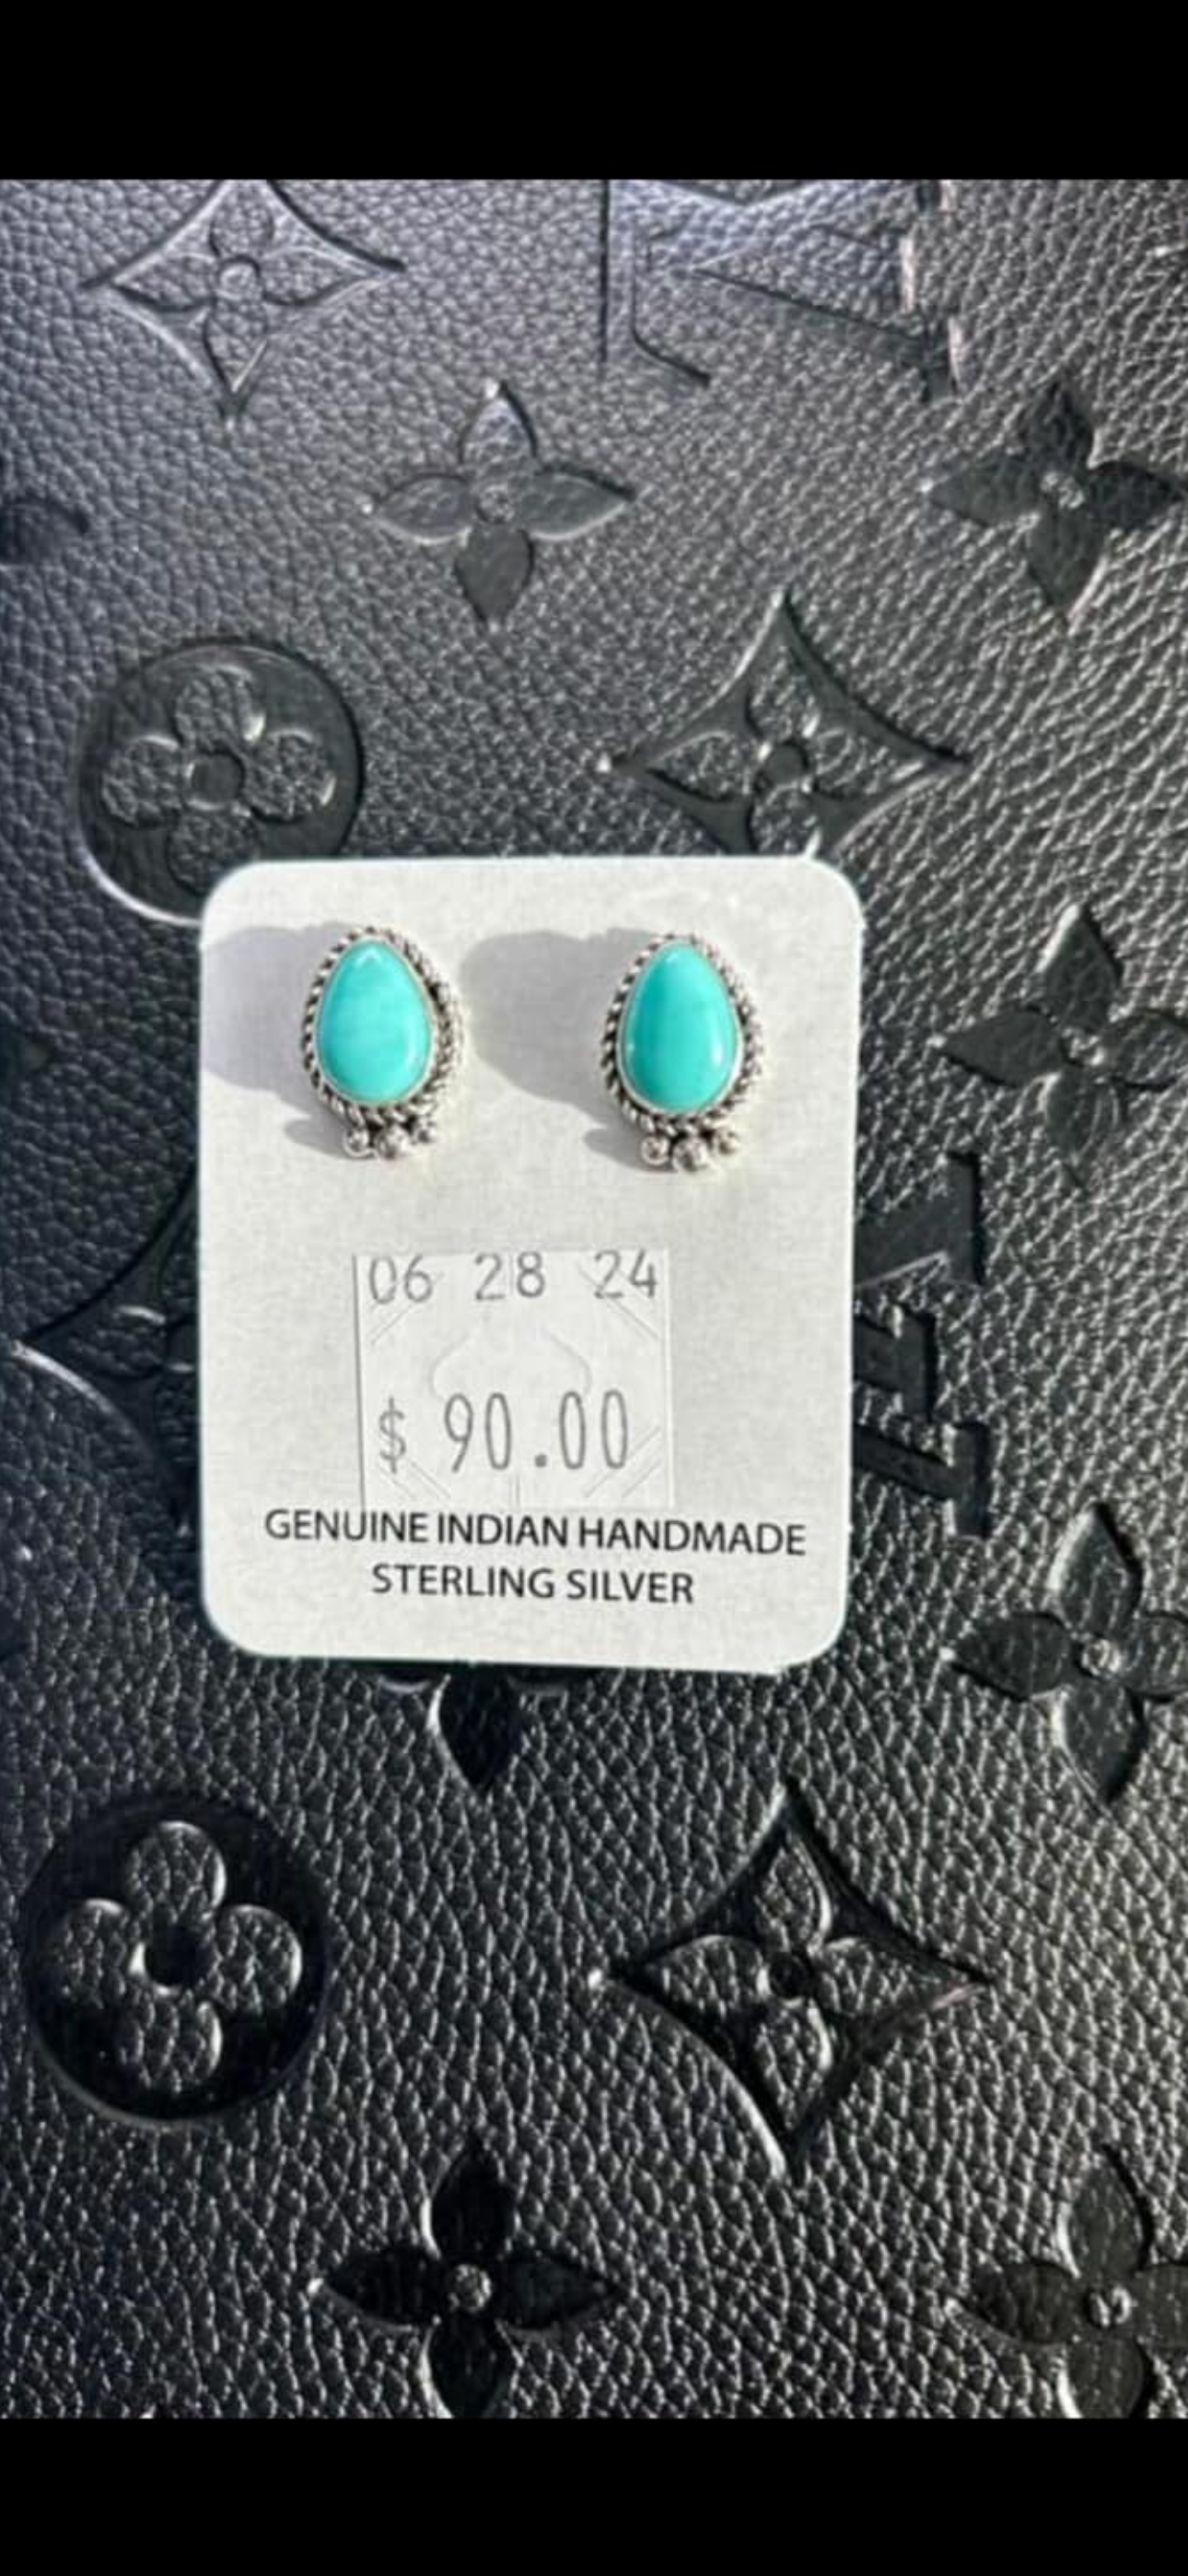 06 28 24
$ 90.00
GENUINE INDIAN HANDMADE
STERLING SILVER